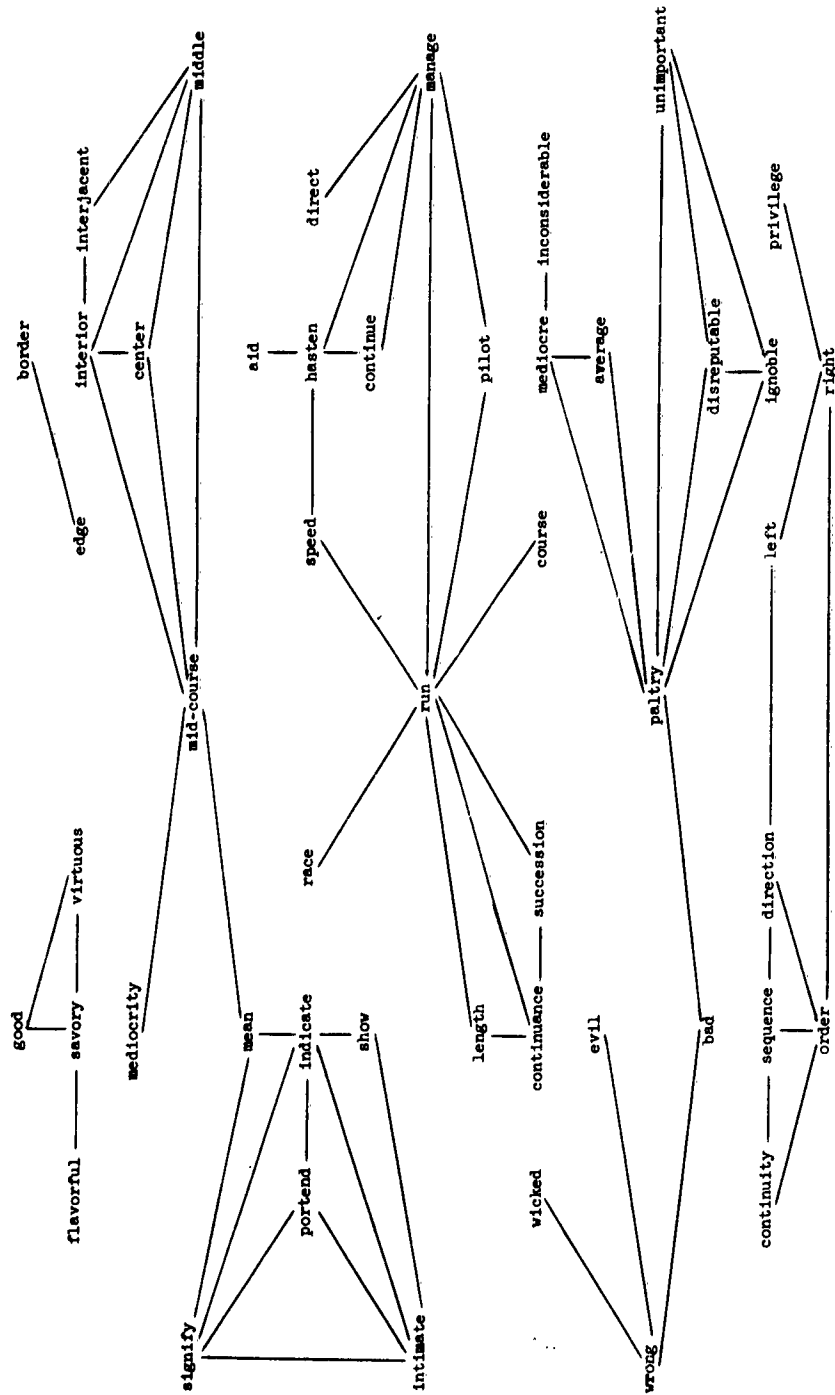 good border
flavorful savory virtuous edge interior interjacent
mediocrity center
signify mid-course middle
mean aid
portend indicate race speed hasten direct
show continue
intimate run manage
length pilot
wicked continuance succession course mediocre inconsiderable
evil average
wrong paltry unimportant
bad disreputable
continuity sequence direction left ignoble privilege
order right